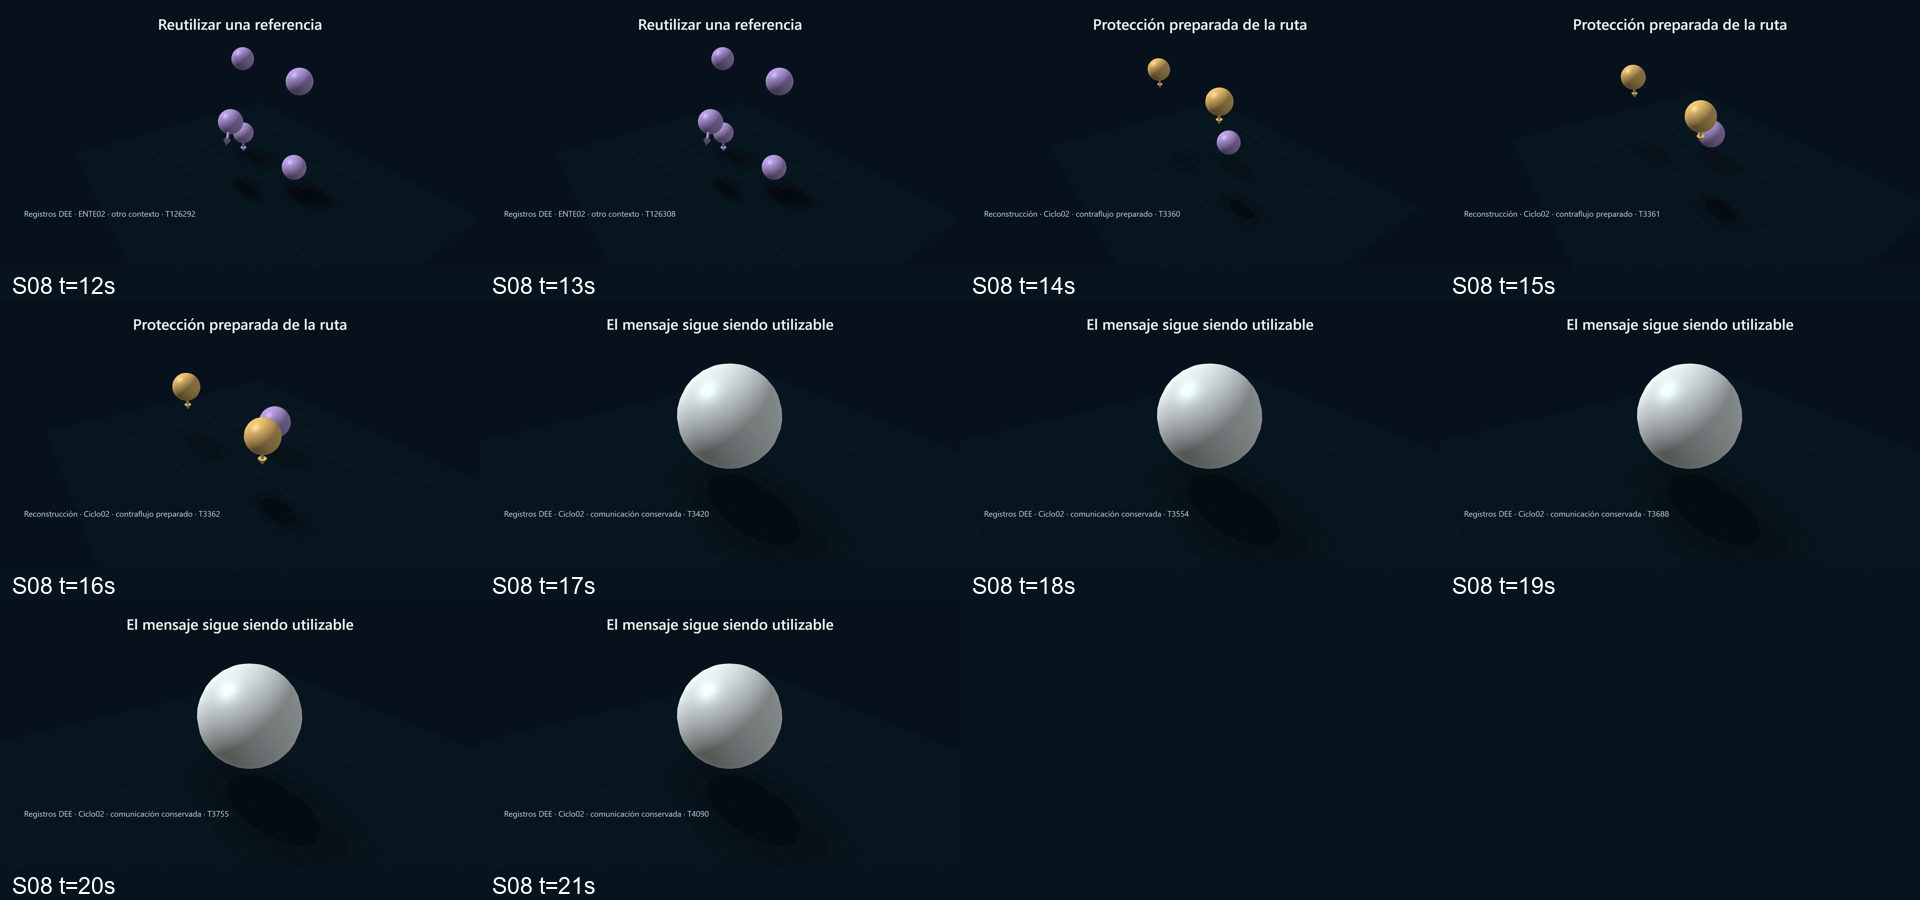 Reutilizar una referencia
Registros DEE · ENTE02 · otro contexto · T126292
S08 t=12s
Reutilizar una referencia
Registros DEE · ENTE02 · otro contexto · T126308
S08 t=13s
Protección preparada de la ruta
Reconstrucción · Ciclo02 · contraflujo preparado · T3360
S08 t=14s
Protección preparada de la ruta
Reconstrucción · Ciclo02 · contraflujo preparado · T3361
S08 t=15s
Protección preparada de la ruta
Reconstrucción · Ciclo02 · contraflujo preparado · T3362
S08 t=16s
El mensaje sigue siendo utilizable
Registros DEE · Ciclo02 · comunicación conservada · T3420
S08 t=17s
El mensaje sigue siendo utilizable
Registros DEE · Ciclo02 · comunicación conservada · T3554
S08 t=18s
El mensaje sigue siendo utilizable
Registros DEE · Ciclo02 · comunicación conservada · T3688
S08 t=19s
El mensaje sigue siendo utilizable
Registros DEE · Ciclo02 · comunicación conservada · T3755
S08 t=20s
El mensaje sigue siendo utilizable
Registros DEE · Ciclo02 · comunicación conservada · T4090
S08 t=21s